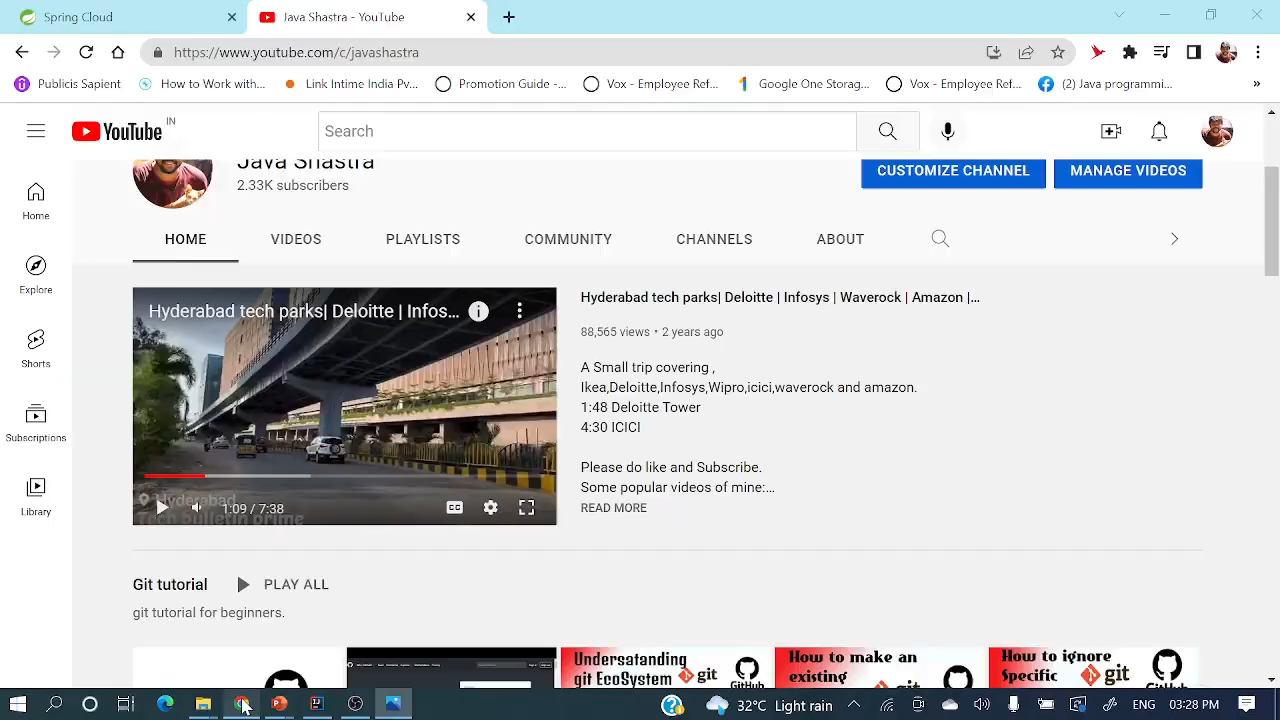 Spring Cloud
Java Shastra - YouTube
https://www.youtube.com/c/javashastra
Publicis Sapient
How to Work with...
Link Intime India Pv...
Promotion Guide-...
Vox - Employee Ref...
Google One Storag...
Vox - Employee Ref...
(2) Java programmi...
»
YouTube IN
Search
Java Shastra
2.33K subscribers
CUSTOMIZE CHANNEL
MANAGE VIDEOS
Home
Explore
Shorts
Subscriptions
Library
HOME
VIDEOS
PLAYLISTS
COMMUNITY
CHANNELS
ABOUT
Hyderabad tech parks| Deloitte | Infos...
Hyderabad
Tech bulletin prime
1:09 / 7:38
Hyderabad tech parks| Deloitte | Infosys | Waverock | Amazon |...
88,565 views • 2 years ago
A Small trip covering ,
Ikea,Deloitte,Infosys,Wipro,icici,waverock and amazon.
1:48 Deloitte Tower
4:30 ICICI
Please do like and Subscribe.
Some popular videos of mine:...
READ MORE
Git tutorial
PLAY ALL
git tutorial for beginners.
Undersatanding
git EcoSystem
git
GitHub
How to make an
existing
How to ignore
Specific
git
GitHub
32°C Light rain
ENG
03:28 PM